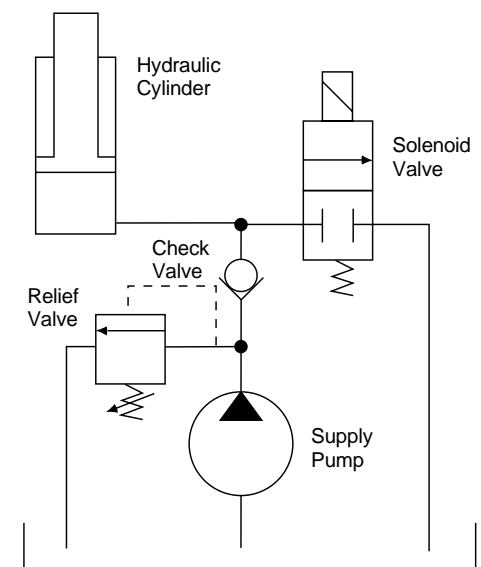 Hydraulic
Cylinder
Solenoid
Valve
Check
Valve
Relief
Valve
Supply
Pump